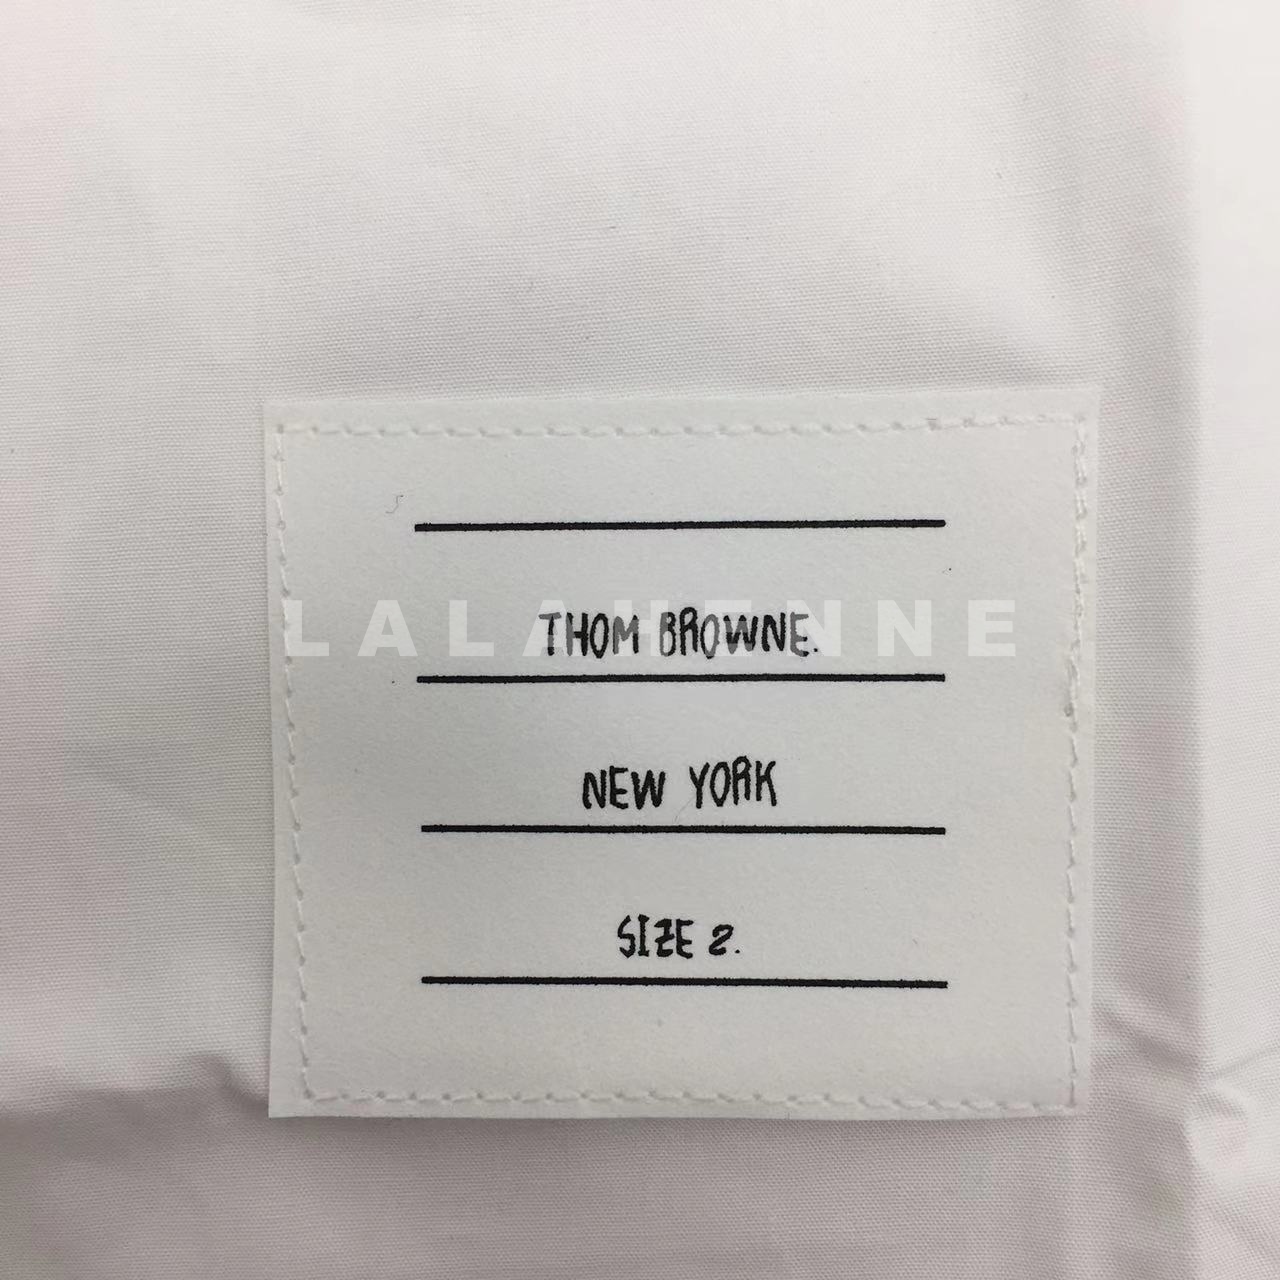 THOM BROWNE.
LALAHENNE
NEW YORK
SIZE 2.